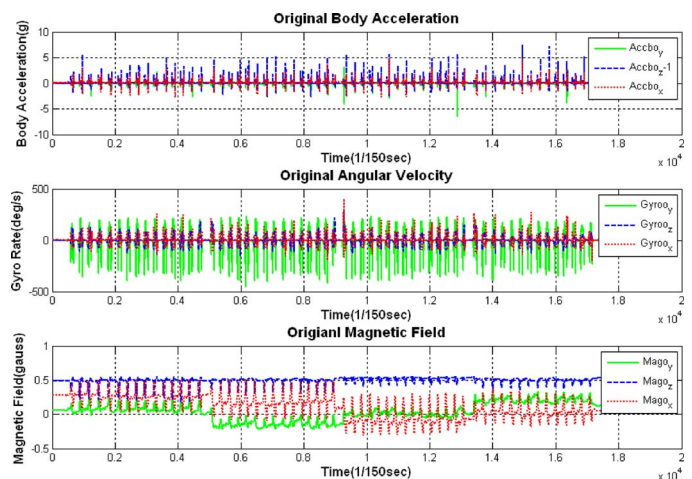 Original Body Acceleration
Body Acceleration(g)
10
5
0
-5
-10
Accbo_y
Accbo_z-1
Accbo_x
0 0.2 0.4 0.6 0.8 1 1.2 1.4 1.6 1.8 2
Time(1/150sec)
x 10^4
Original Angular Velocity
Gyro Rate(deg/s)
500
0
-500
Gyroo_y
Gyroo_z
Gyroo_x
0 0.2 0.4 0.6 0.8 1 1.2 1.4 1.6 1.8 2
Time(1/150sec)
x 10^4
Origianl Magnetic Field
Magnetic Field(gauss)
1
0.5
0
-0.5
Mago_y
Mago_z
Mago_x
0 0.2 0.4 0.6 0.8 1 1.2 1.4 1.6 1.8 2
Time(1/150sec)
x 10^4